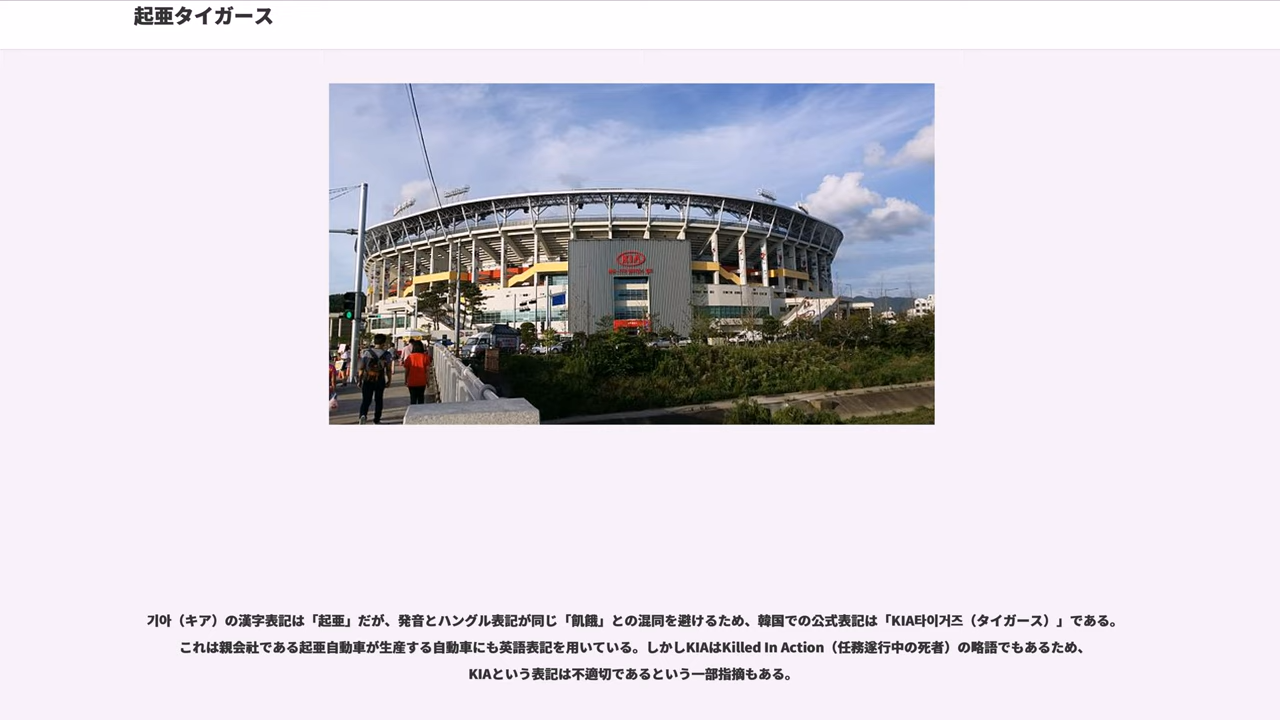 起亜タイガース
KIA
기아（キア）の漢字表記は「起亜」だが、発音とハングル表記が同じ「飢餓」との混同を避けるため、韓国での公式表記は「KIA타이거즈（タイガース）」である。
これは親会社である起亜自動車が生産する自動車にも英語表記を用いている。しかしKIAはKilled In Action（任務遂行中の死者）の略語でもあるため、
KIAという表記は不適切であるという一部指摘もある。